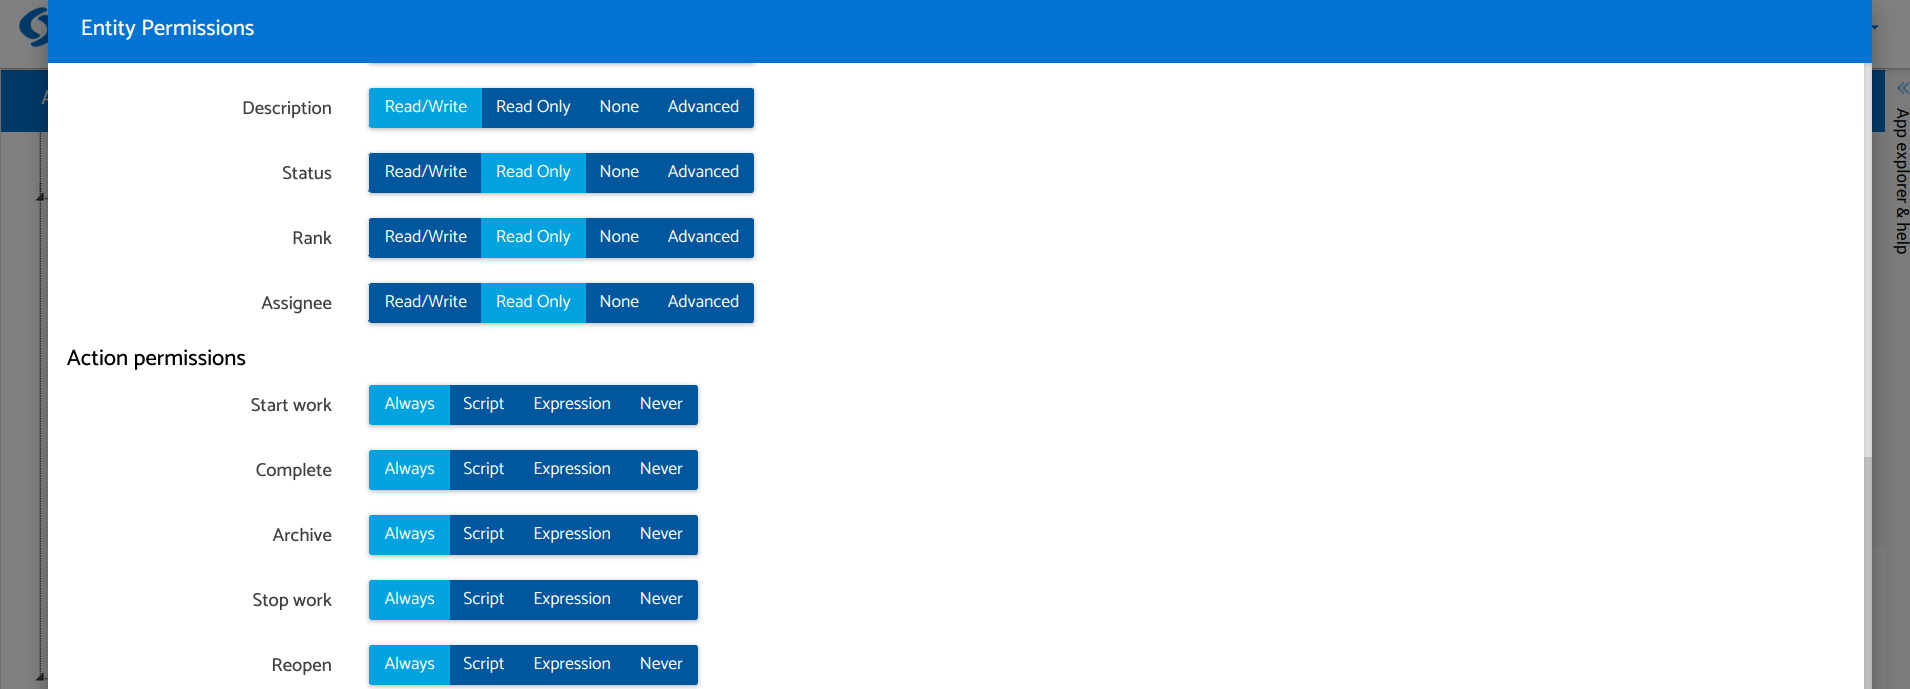 Entity Permissions
Description Read/Write Read Only None Advanced
Status Read/Write Read Only None Advanced
Rank Read/Write Read Only None Advanced
Assignee Read/Write Read Only None Advanced
Action permissions
Start work Always Script Expression Never
Complete Always Script Expression Never
Archive Always Script Expression Never
Stop work Always Script Expression Never
Reopen Always Script Expression Never
App explorer & help